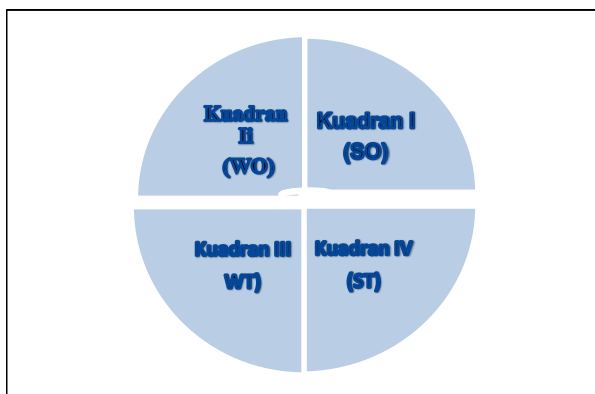 Kuadran
Ii
(WO)
Kuadran I
(SO)
Kuadran III
WT)
Kuadran IV
(ST)